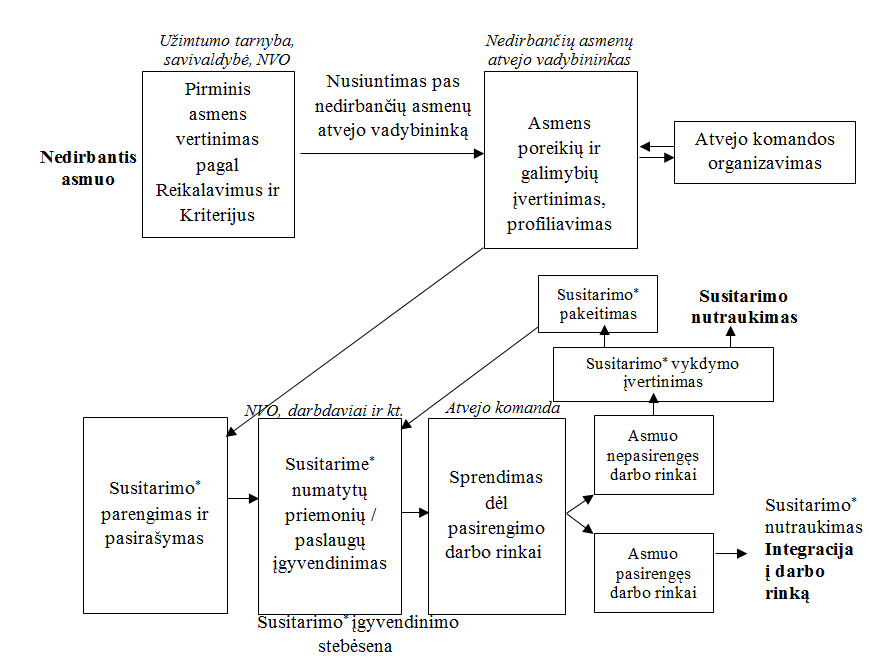 Užimtumo tarnyba,
savivaldybė, NVO
Nedirbantis
asmuo
Pirminis
asmens
vertinimas
pagal
Reikalavimus ir
Kriterijus
Nusiuntimas pas
nedirbančių asmenų
atvejo vadybininką
Nedirbančių asmenų
atvejo vadybininkas
Asmens
poreikių ir
galimybių
įvertinimas,
profiliavimas
Atvejo komandos
organizavimas
Susitarimo*
pakeitimas
Susitarimo
nutraukimas
Susitarimo* vykdymo
įvertinimas
Susitarimo*
parengimas ir
pasirašymas
NVO, darbdaviai ir kt.
Susitarime*
numatytų
priemonių /
paslaugų
įgyvendinimas
Susitarimo* įgyvendinimo
stebėsena
Atvejo komanda
Sprendimas
dėl
pasirengimo
darbo rinkai
Asmuo
nepasirengęs
darbo rinkai
Asmuo
pasirengęs
darbo rinkai
Susitarimo*
nutraukimas
Integracija
į darbo
rinką